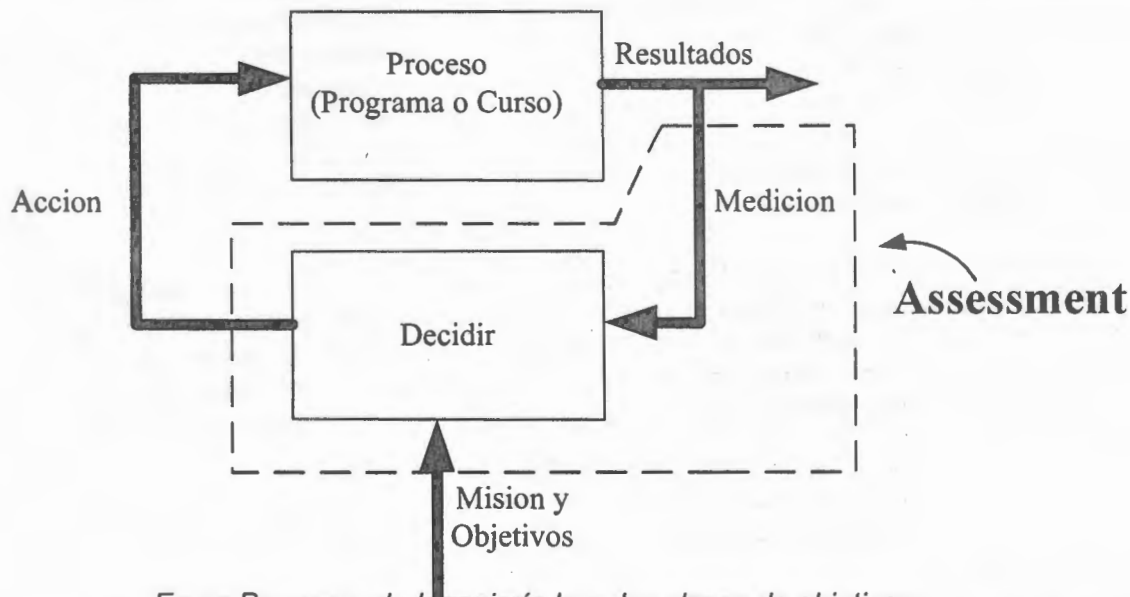 Proceso
(Programa o Curso)
Resultados
Accion
Medicion
Assessment
Decidir
Mision y
Objetivos